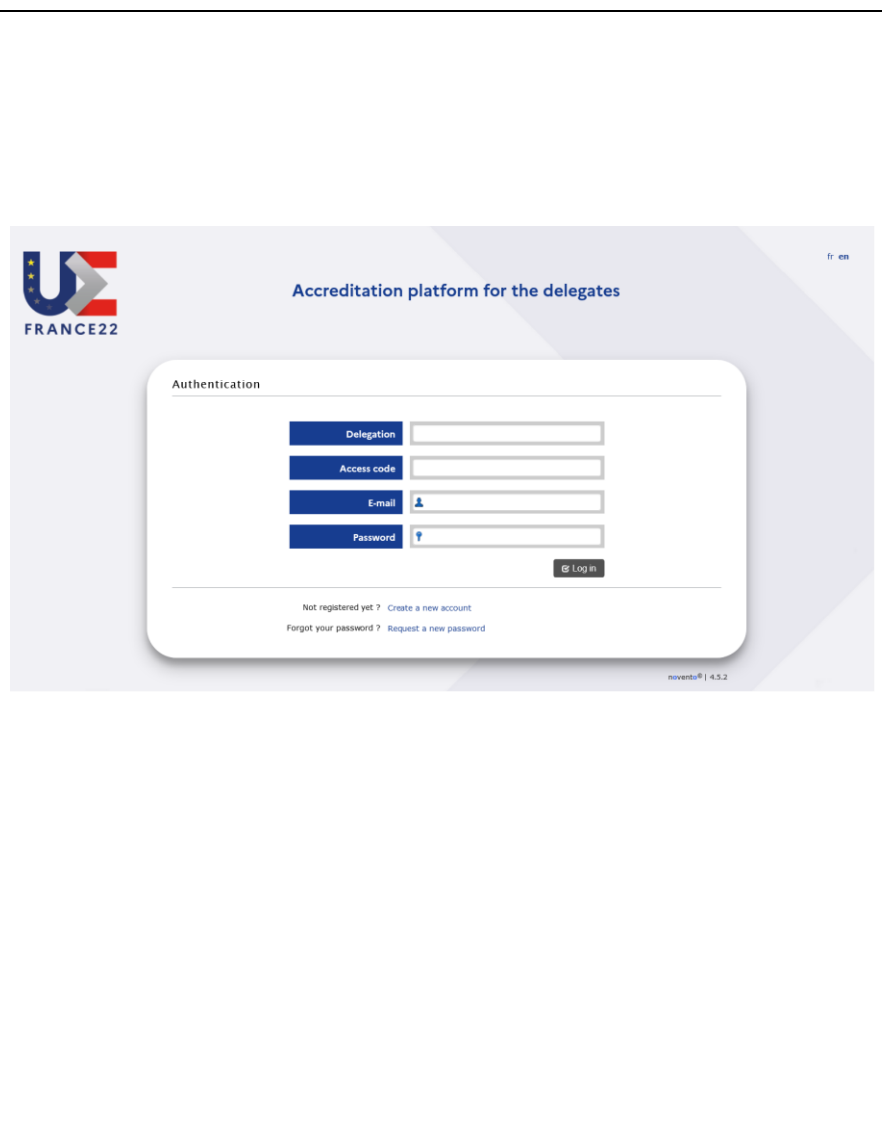 fr en
UE
Accreditation platform for the delegates
FRANCE22
Authentication
Delegation
Access code
E-mail
Password
Log in
Not registered yet ? Create a new account
Forgot your password ? Request a new password
novento® | 4.5.2